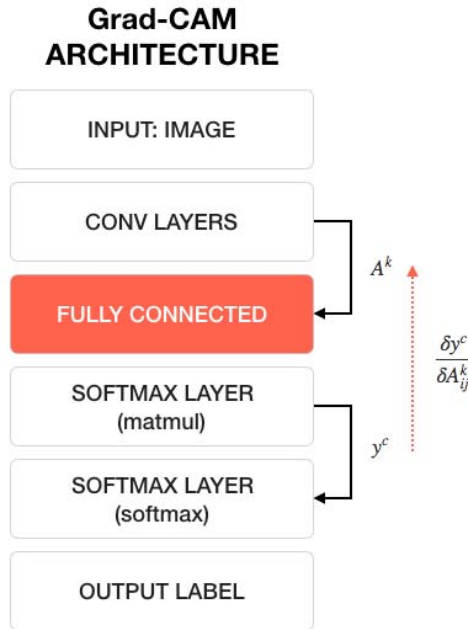 Grad-CAM
ARCHITECTURE
INPUT: IMAGE
CONV LAYERS
A^k
FULLY CONNECTED
δy^c
δA^k_ij
SOFTMAX LAYER
(matmul)
y^c
SOFTMAX LAYER
(softmax)
OUTPUT LABEL